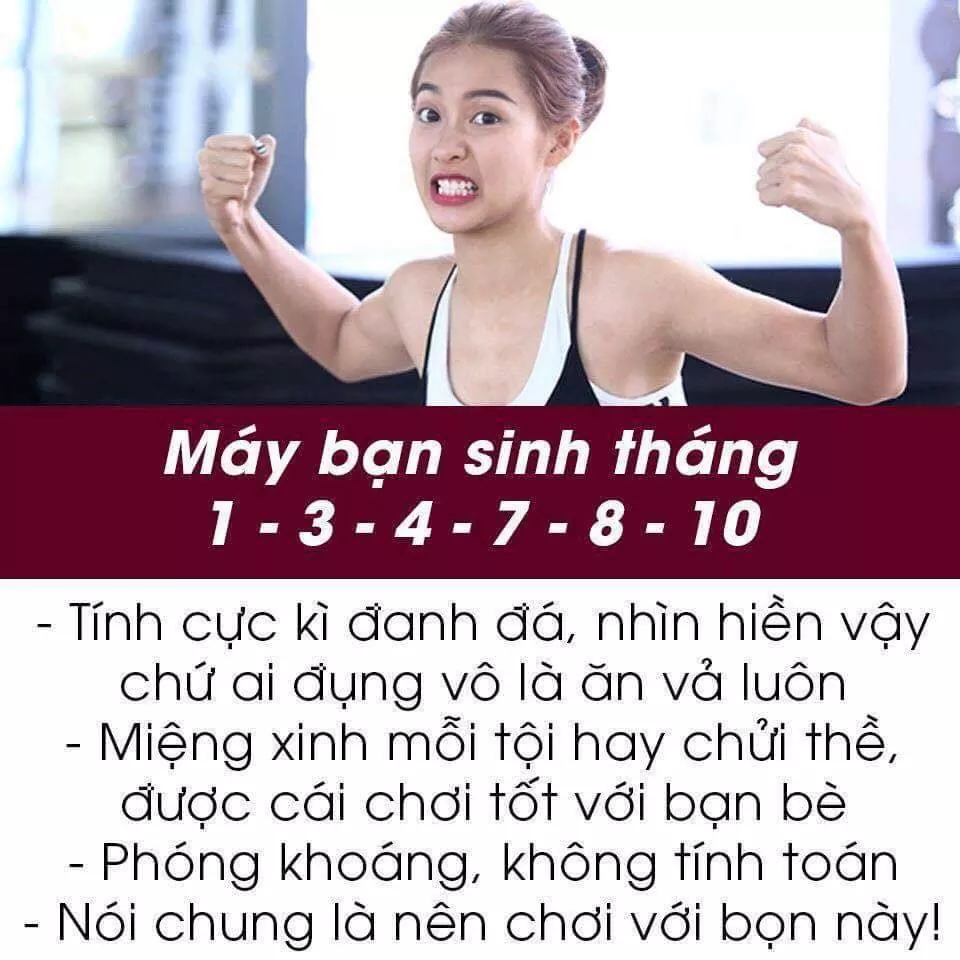 Máy bạn sinh tháng
1 - 3 - 4 - 7 - 8 - 10
- Tính cực kì đanh đá, nhìn hiền vậy
chứ ai đụng vô là ăn vả luôn
- Miệng xinh mỗi tội hay chửi thề,
được cái chơi tốt với bạn bè
- Phóng khoáng, không tính toán
- Nói chung là nên chơi với bọn này!